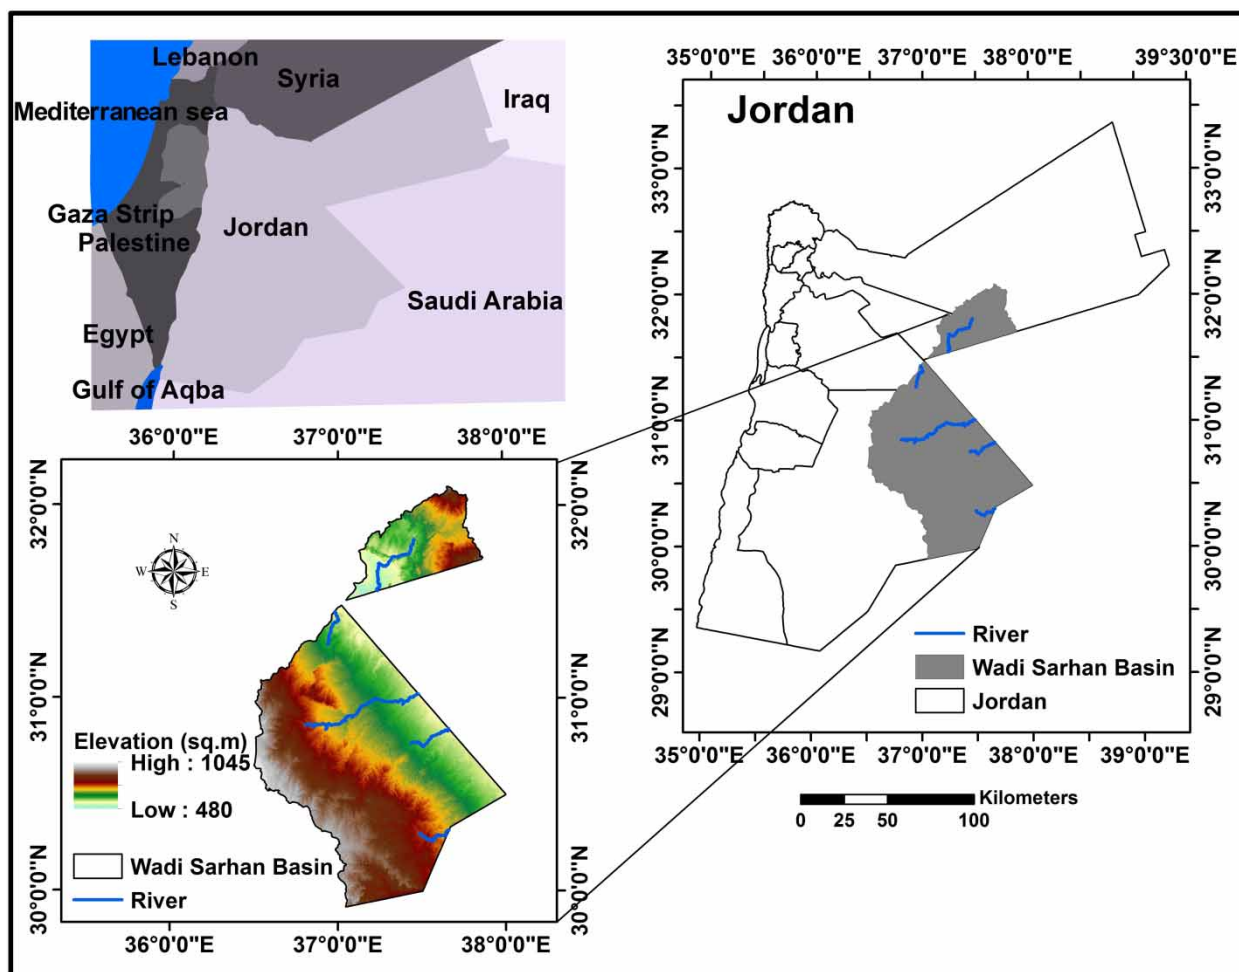 Lebanon
Syria
Iraq
Mediterranean sea
Gaza Strip
Palestine
Jordan
Saudi Arabia
Egypt
Gulf of Aqba
35°0'0"E 36°0'0"E 37°0'0"E 38°0'0"E 39°30'0"E
Jordan
33°0'0"N
32°0'0"N
31°0'0"N
30°0'0"N
29°0'0"N
33°0'0"N
32°0'0"N
31°0'0"N
30°0'0"N
29°0'0"N
River
Wadi Sarhan Basin
Jordan
35°0'0"E 36°0'0"E 37°0'0"E 38°0'0"E 39°0'0"E
Kilometers
0 25 50 100
36°0'0"E 37°0'0"E 38°0'0"E
32°0'0"N
31°0'0"N
30°0'0"N
32°0'0"N
31°0'0"N
30°0'0"N
N
W E
S
Elevation (sq.m)
High : 1045
Low : 480
Wadi Sarhan Basin
River
36°0'0"E 37°0'0"E 38°0'0"E